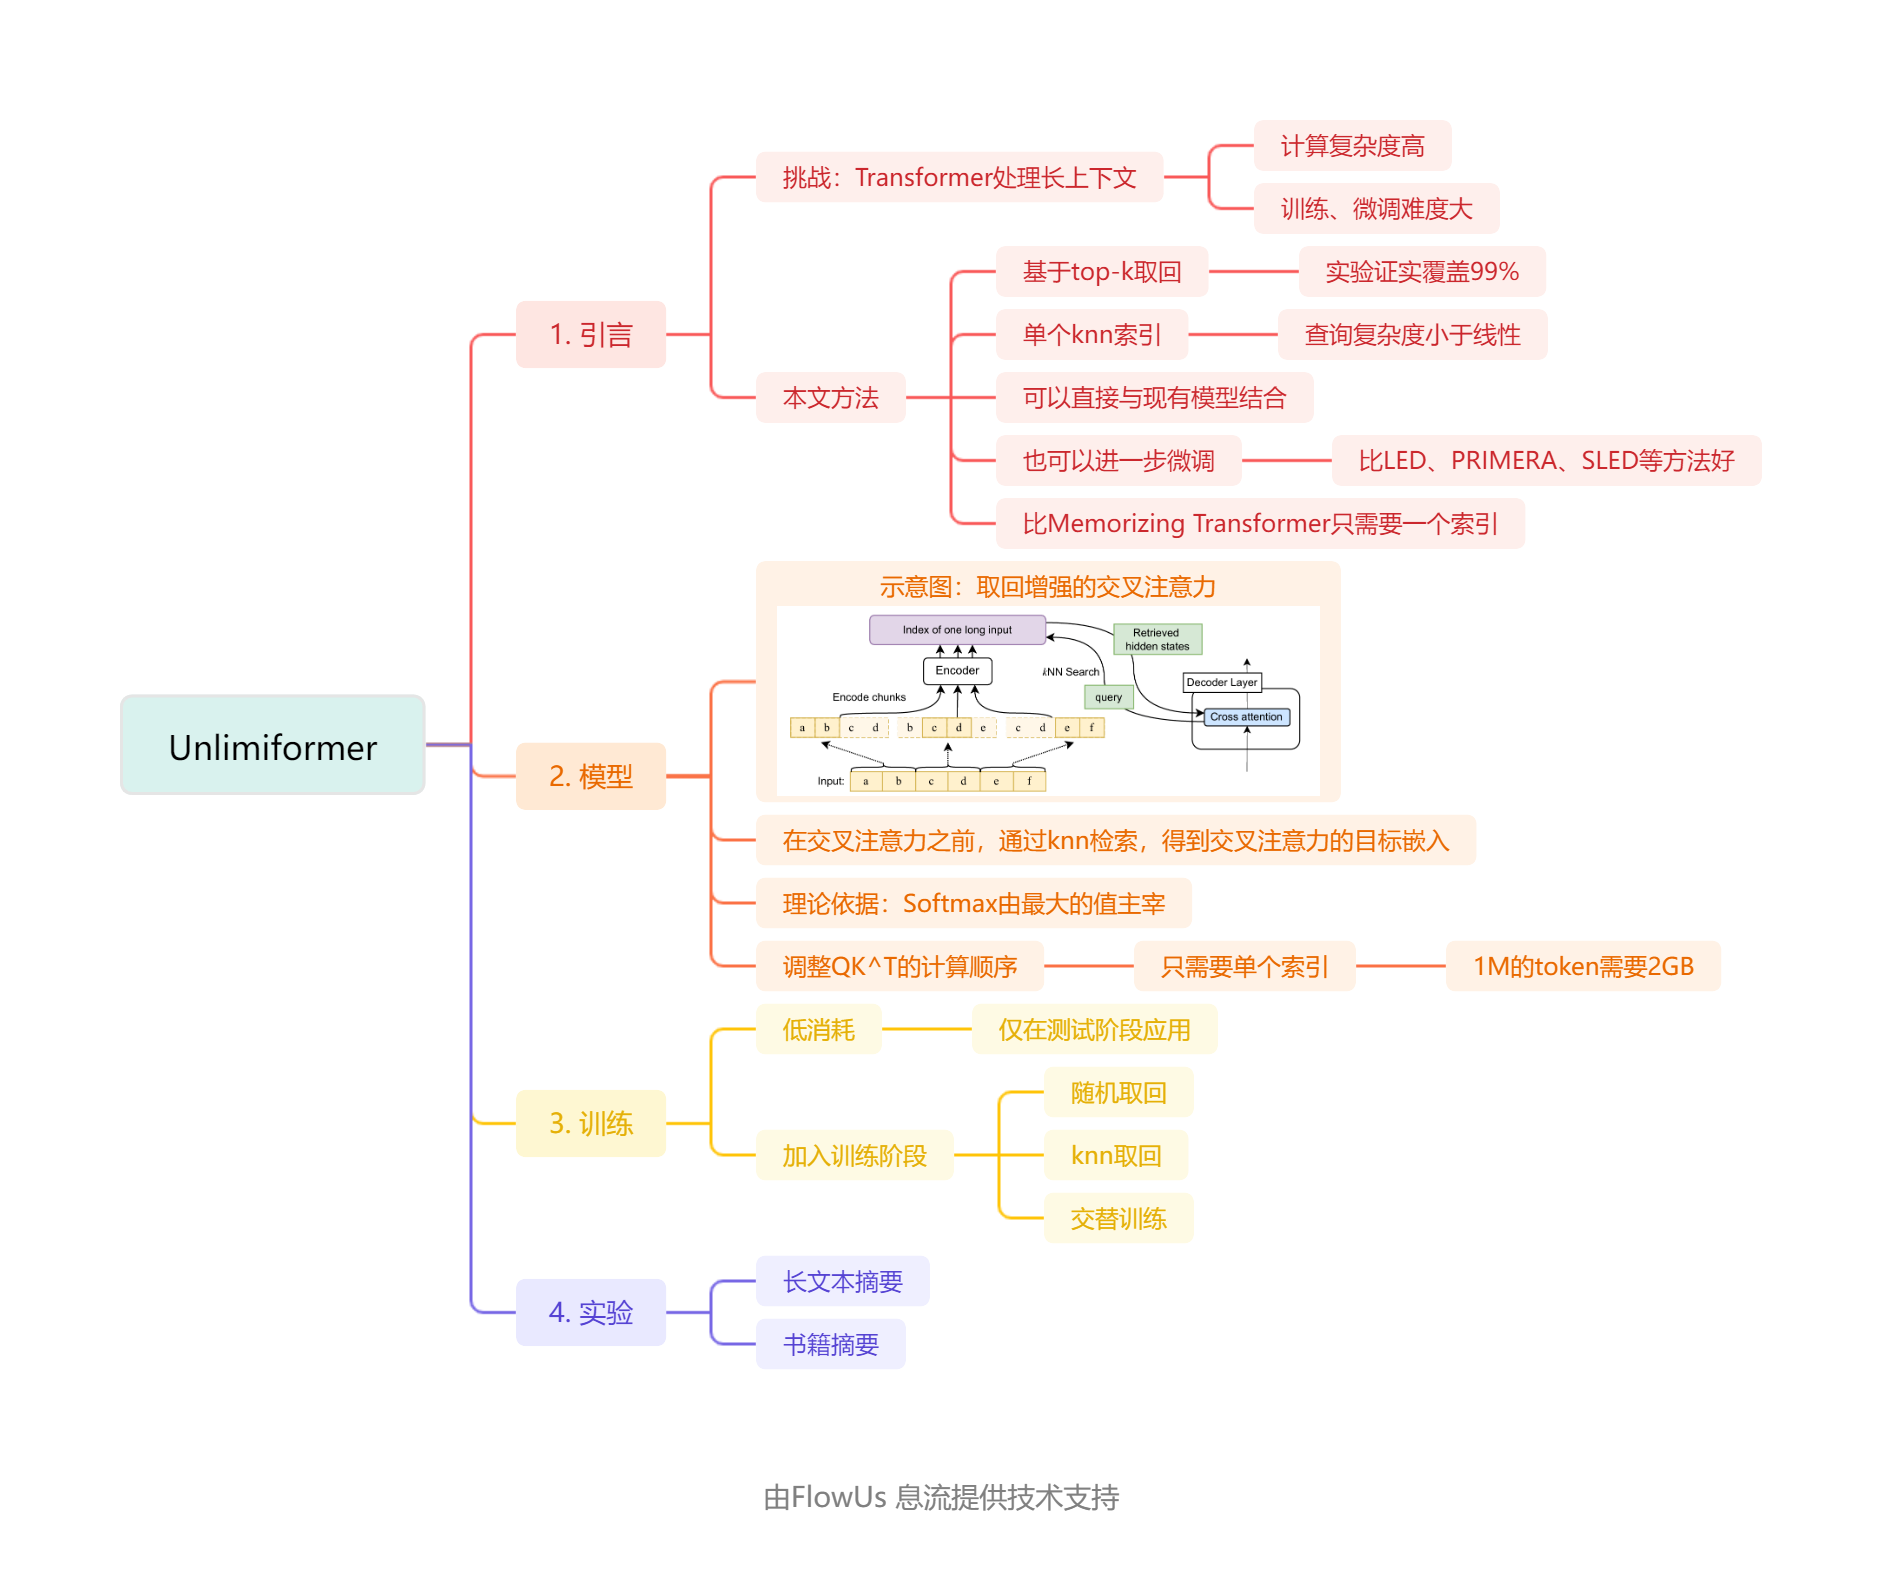 Unlimiformer
1. 引言
挑战：Transformer处理长上下文
计算复杂度高
训练、微调难度大
本文方法
基于top-k取回
实验证实覆盖99%
单个knn索引
查询复杂度小于线性
可以直接与现有模型结合
也可以进一步微调
比LED、PRIMERA、SLED等方法好
比Memorizing Transformer只需要一个索引
2. 模型
示意图：取回增强的交叉注意力
Index of one long input
Retrieved
hidden states
Encoder
kNN Search
Decoder Layer
Encode chunks
query
Cross attention
a b c d b c d e c d e f
Input: a b c d e f
在交叉注意力之前，通过knn检索，得到交叉注意力的目标嵌入
理论依据：Softmax由最大的值主宰
调整QK^T的计算顺序
只需要单个索引
1M的token需要2GB
3. 训练
低消耗
仅在测试阶段应用
加入训练阶段
随机取回
knn取回
交替训练
4. 实验
长文本摘要
书籍摘要
由FlowUs 息流提供技术支持